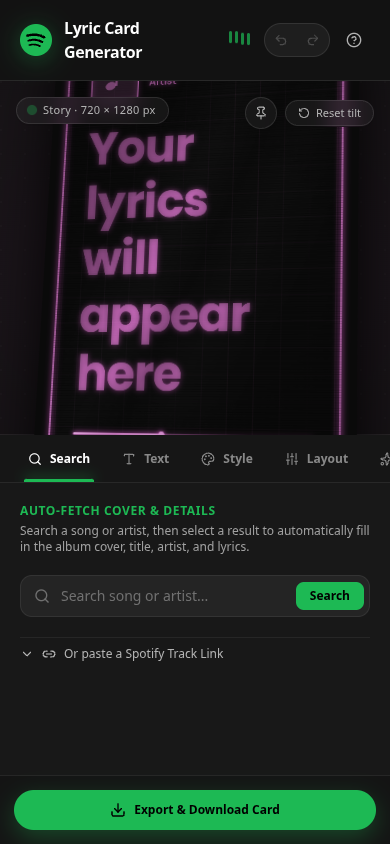 Lyric Card
Generator
Artist
Story · 720 × 1280 px
Reset tilt
Your
lyrics
will
appear
here
Search
Text
Style
Layout
AUTO-FETCH COVER & DETAILS
Search a song or artist, then select a result to automatically fill
in the album cover, title, artist, and lyrics.
Search song or artist...
Search
Or paste a Spotify Track Link
Export & Download Card